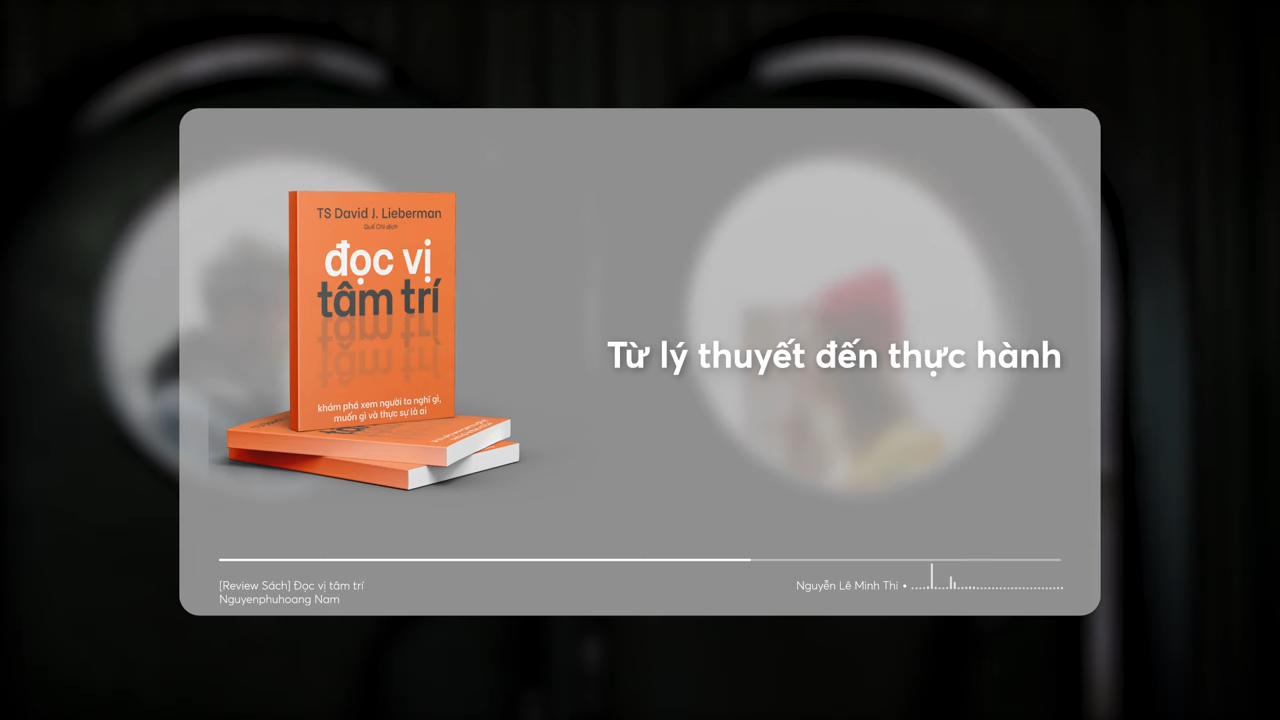 TS David J. Lieberman
Quế Chi dịch
đọc vị
tâm trí
khám phá xem người ta nghĩ gì,
muốn gì và thực sự là ai
Từ lý thuyết đến thực hành
[Review Sách] Đọc vị tâm trí
Nguyenphuhoang Nam
Nguyễn Lê Minh Thi •